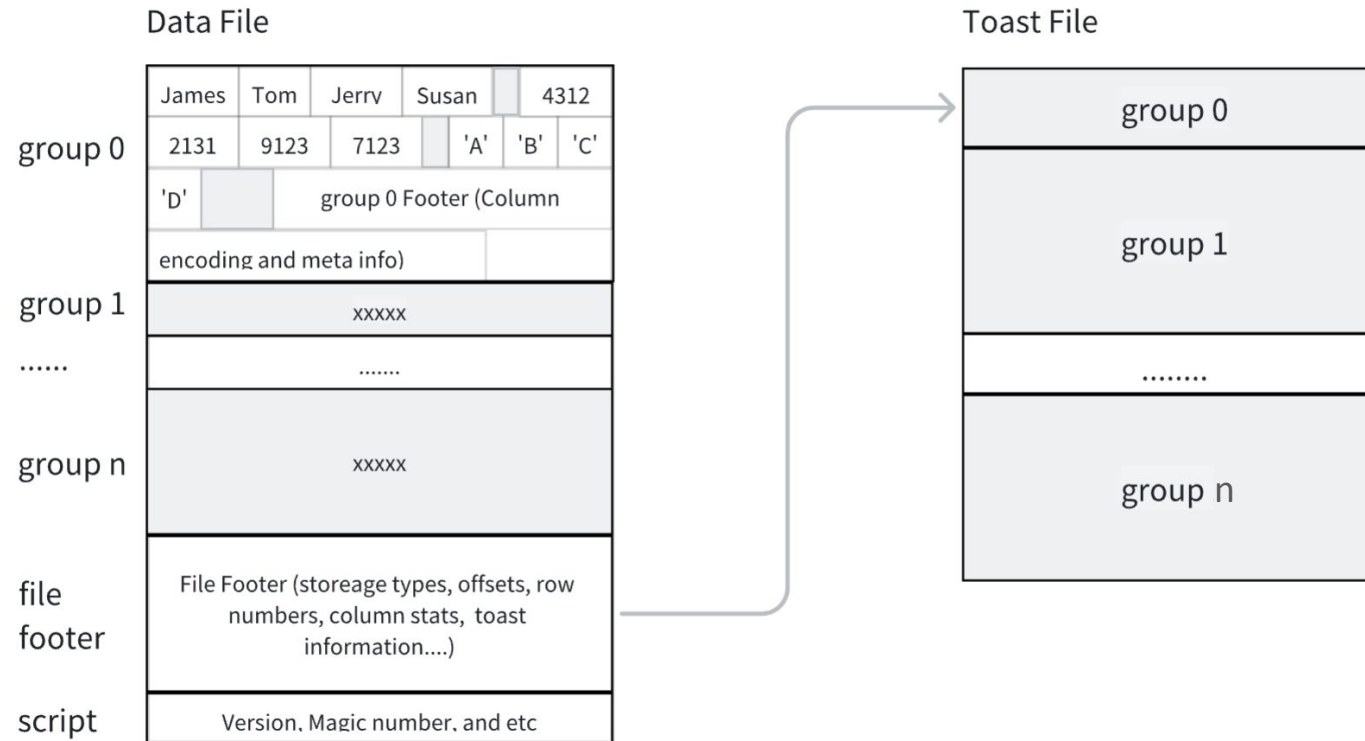 Data File
Toast File
James Tom Jerry Susan 4312
group 0
2131 9123 7123 'A' 'B' 'C'
'D' group 0 Footer (Column
encoding and meta info)
group 1
xxxxx
......
.......
group n
xxxxx
file
footer
File Footer (storeage types, offsets, row
numbers, column stats, toast
information....)
script
Version, Magic number, and etc
group 0
group 1
........
group n